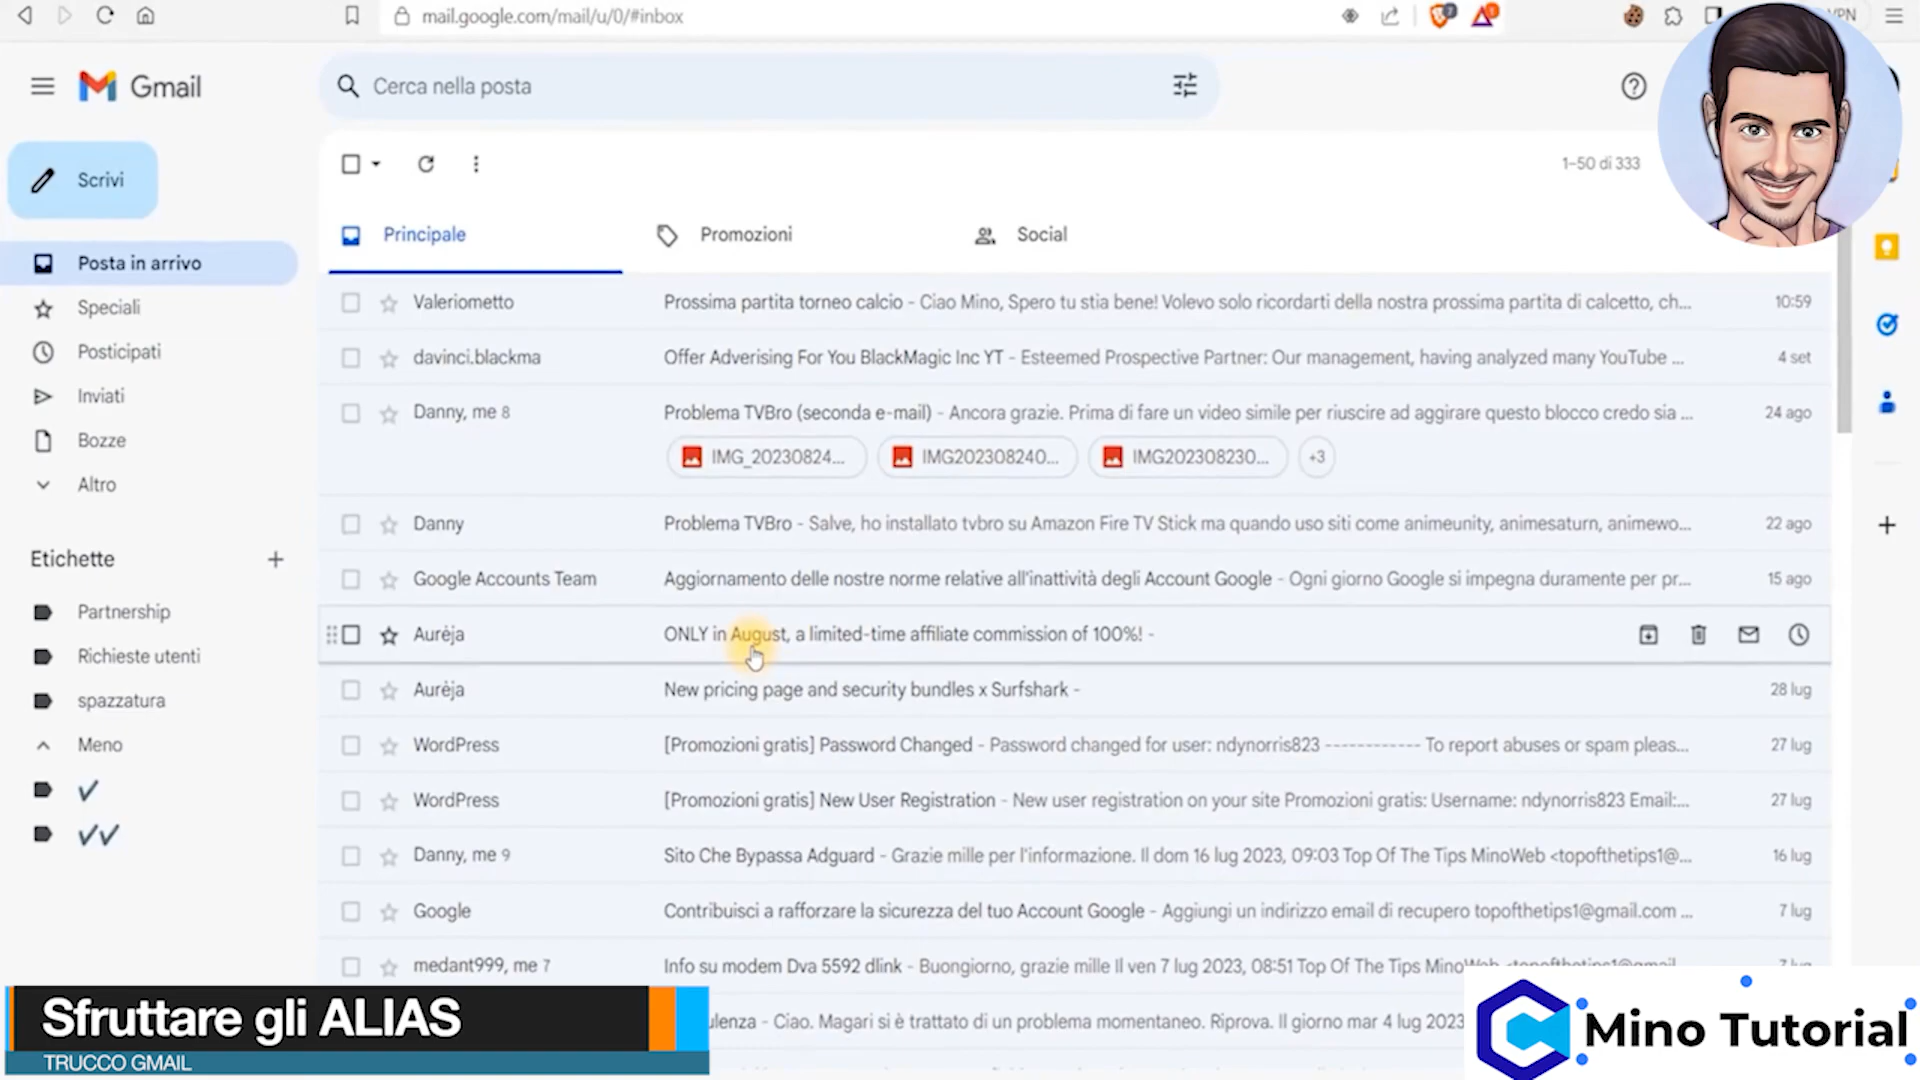 mail.google.com/mail/u/0/#inbox
VPN
Gmail
Cerca nella posta
Scrivi
1-50 di 333
Principale
Promozioni
Social
Posta in arrivo
Speciali
Posticipati
Inviati
Bozze
Altro
Etichette
Partnership
Richieste utenti
spazzatura
Meno
Valeriometto Prossima partita torneo calcio - Ciao Mino, Spero tu stia bene! Volevo solo ricordarti della nostra prossima partita di calcetto, ch... 10:59
davinci.blackma Offer Adverising For You BlackMagic Inc YT - Esteemed Prospective Partner: Our management, having analyzed many YouTube ... 4 set
Danny, me 8 Problema TVBro (seconda e-mail) - Ancora grazie. Prima di fare un video simile per riuscire ad aggirare questo blocco credo sia ... 24 ago
IMG_20230824... IMG202308240... IMG202308230... +3
Danny Problema TVBro - Salve, ho installato tvbro su Amazon Fire TV Stick ma quando uso siti come animeunity, animesaturn, animewo... 22 ago
Google Accounts Team Aggiornamento delle nostre norme relative all'inattività degli Account Google - Ogni giorno Google si impegna duramente per pr... 15 ago
Aurėja ONLY in August, a limited-time affiliate commission of 100%! -
Aurėja New pricing page and security bundles x Surfshark - 28 lug
WordPress [Promozioni gratis] Password Changed - Password changed for user: ndynorris823 ------------ To report abuses or spam pleas... 27 lug
WordPress [Promozioni gratis] New User Registration - New user registration on your site Promozioni gratis: Username: ndynorris823 Email:... 27 lug
Danny, me 9 Sito Che Bypassa Adguard - Grazie mille per l'informazione. Il dom 16 lug 2023, 09:03 Top Of The Tips MinoWeb <topofthetips1@... 16 lug
Google Contribuisci a rafforzare la sicurezza del tuo Account Google - Aggiungi un indirizzo email di recupero topofthetips1@gmail.com ... 7 lug
medant999, me 7 Info su modem Dva 5592 dlink - Buongiorno, grazie mille Il ven 7 lug 2023, 08:51 Top Of The Tips MinoWeb <topofthetips1@gmail. 7 lug
ulenza - Ciao. Magari si è trattato di un problema momentaneo. Riprova. Il giorno mar 4 lug 2023
Sfruttare gli ALIAS
TRUCCO GMAIL
Mino Tutorial